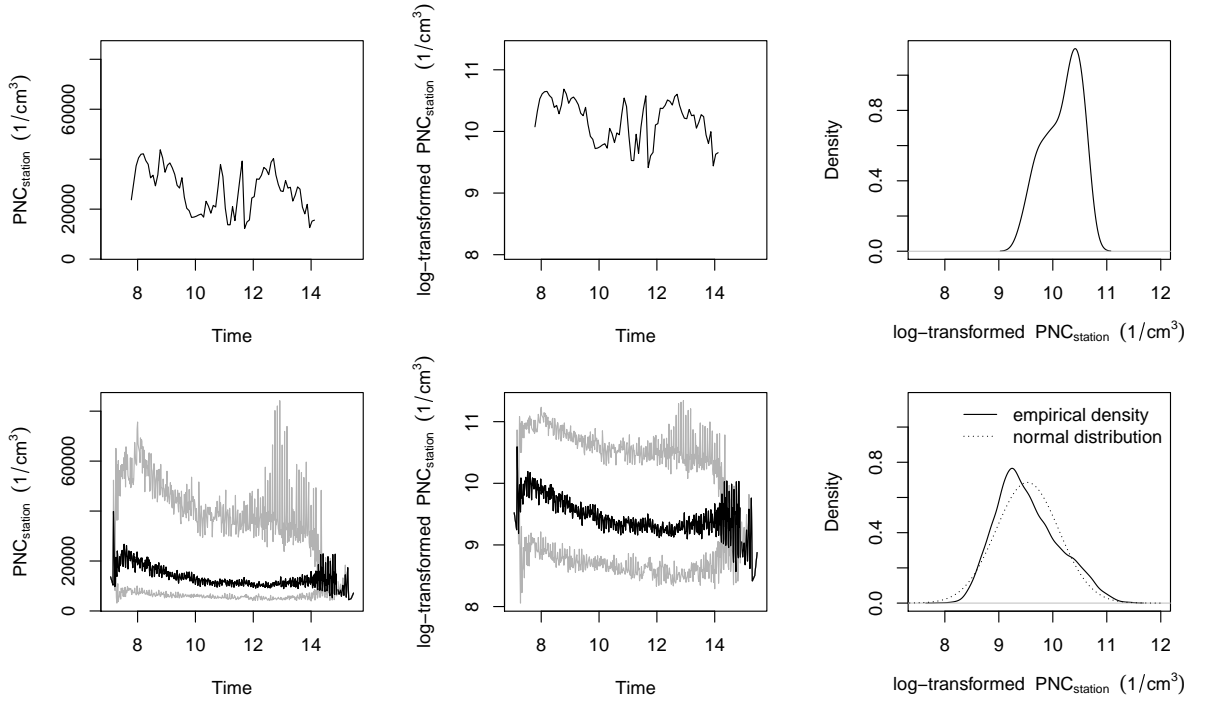 PNCstation (1/cm³)
0 20000 60000
8 10 12 14
Time
log−transformed PNCstation (1/cm³)
8 9 10 11
8 10 12 14
Time
Density
0.0 0.4 0.8
8 9 10 11 12
log−transformed PNCstation (1/cm³)
PNCstation (1/cm³)
0 20000 60000
8 10 12 14
Time
log−transformed PNCstation (1/cm³)
8 9 10 11
8 10 12 14
Time
Density
0.0 0.4 0.8
empirical density
normal distribution
8 9 10 11 12
log−transformed PNCstation (1/cm³)